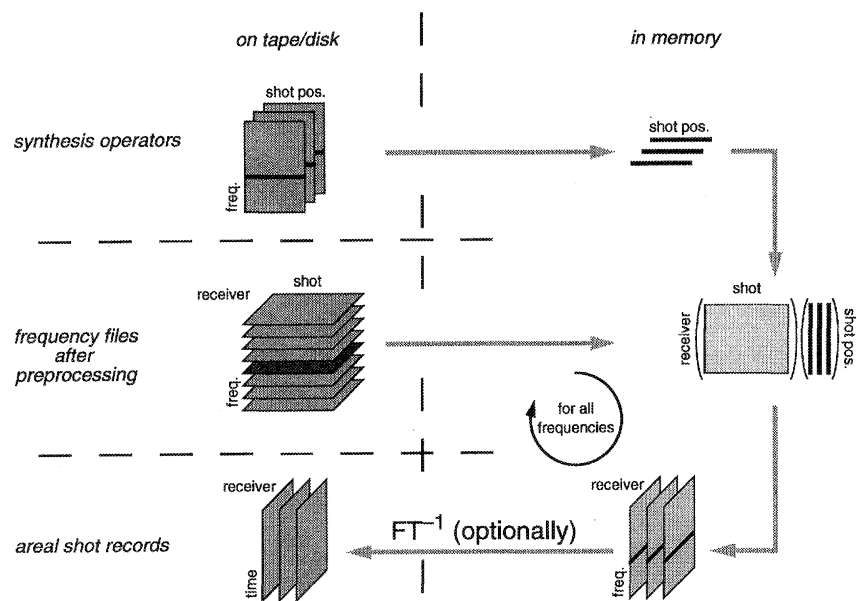 on tape/disk
in memory
shot pos.
synthesis operators
freq.
shot pos.
receiver
shot
frequency files
after
preprocessing
freq.
shot
receiver
shot pos.
for all
frequencies
receiver
areal shot records
time
FT⁻¹ (optionally)
receiver
freq.